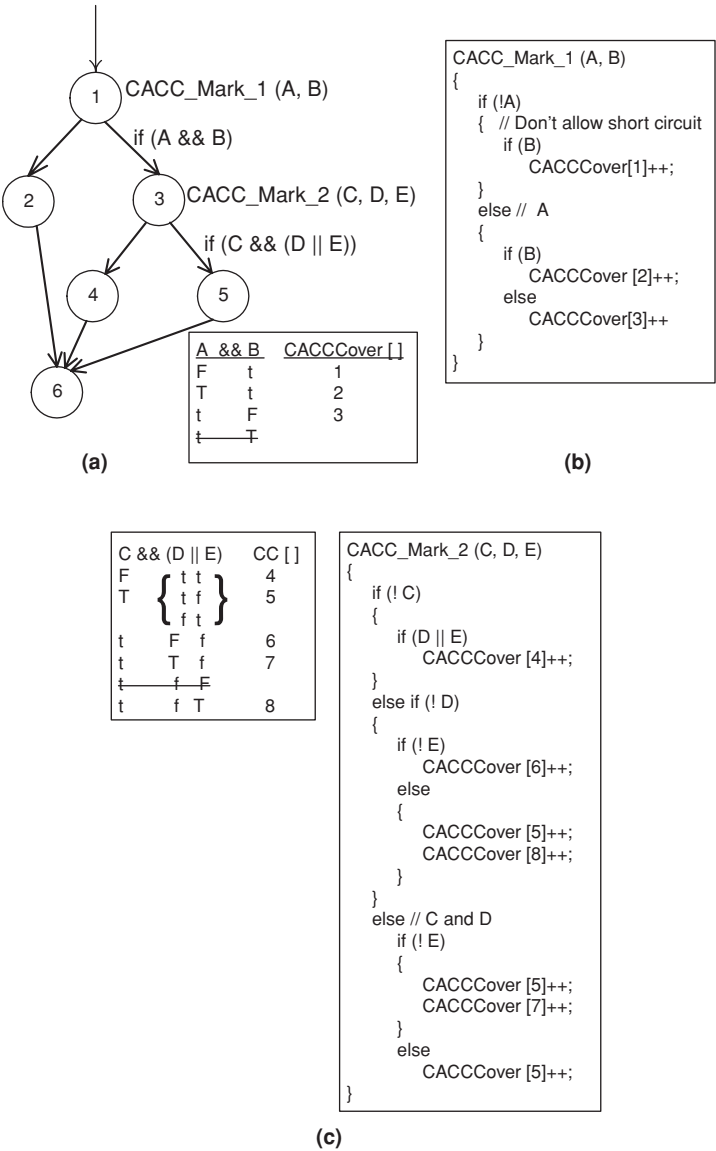 1
CACC_Mark_1 (A, B)
if (A && B)
2
3
CACC_Mark_2 (C, D, E)
if (C && (D || E))
4
5
6
A && B CACCCover [ ]
F t 1
T t 2
t F 3
t T
(a)
CACC_Mark_1 (A, B)
{
if (!A)
{ // Don't allow short circuit
if (B)
CACCCover[1]++;
}
else // A
{
if (B)
CACCCover [2]++;
else
CACCCover[3]++
}
}
(b)
C && (D || E) CC [ ]
F { t t } 4
T t f 5
f t
t F f 6
t T f 7
t f F
t f T 8
CACC_Mark_2 (C, D, E)
{
if (! C)
{
if (D || E)
CACCCover [4]++;
}
else if (! D)
{
if (! E)
CACCCover [6]++;
else
{
CACCCover [5]++;
CACCCover [8]++;
}
}
else // C and D
if (! E)
{
CACCCover [5]++;
CACCCover [7]++;
}
else
CACCCover [5]++;
}
(c)